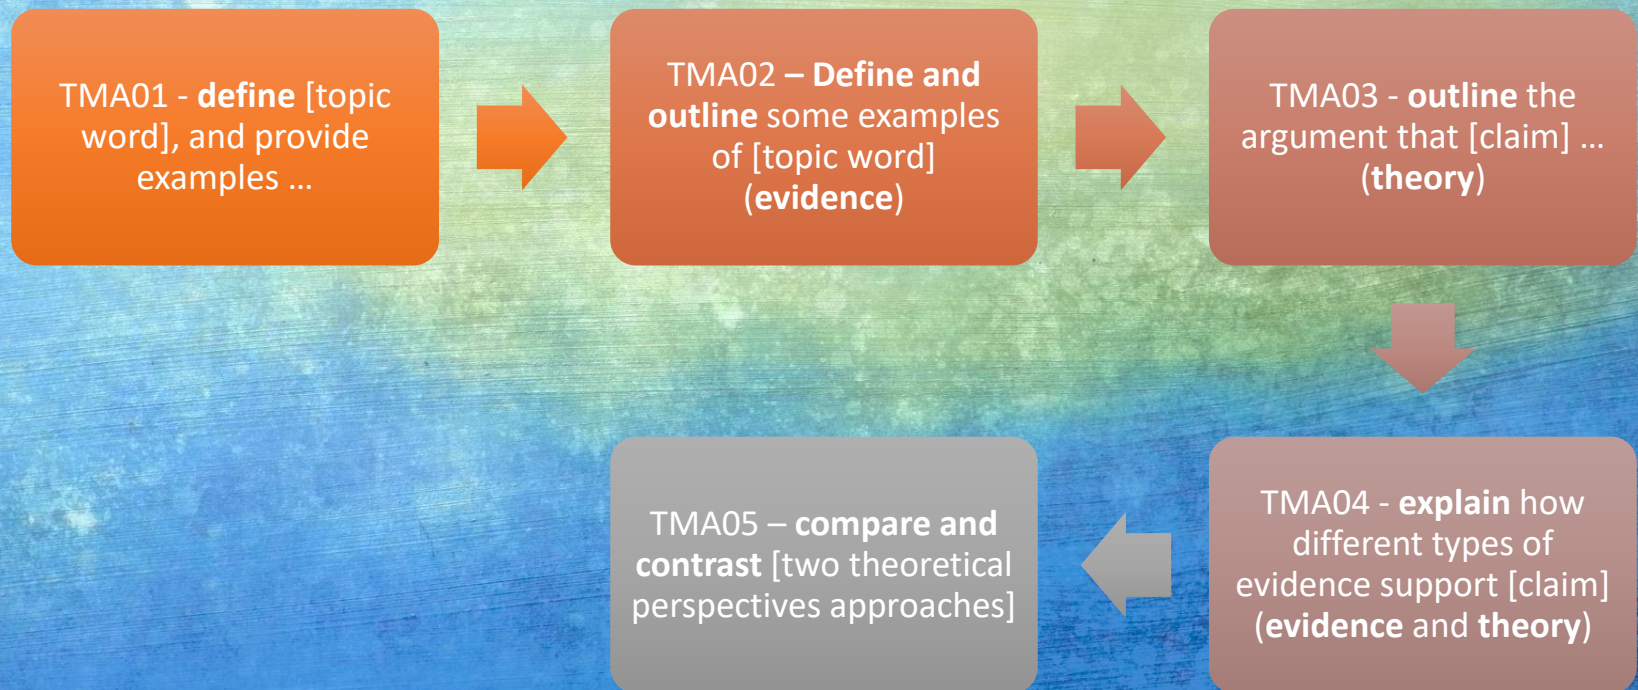 TMA01 - define [topic
word], and provide
examples ...
TMA02 – Define and
outline some examples
of [topic word]
(evidence)
TMA03 - outline the
argument that [claim] ...
(theory)
TMA04 - explain how
different types of
evidence support [claim]
(evidence and theory)
TMA05 – compare and
contrast [two theoretical
perspectives approaches]